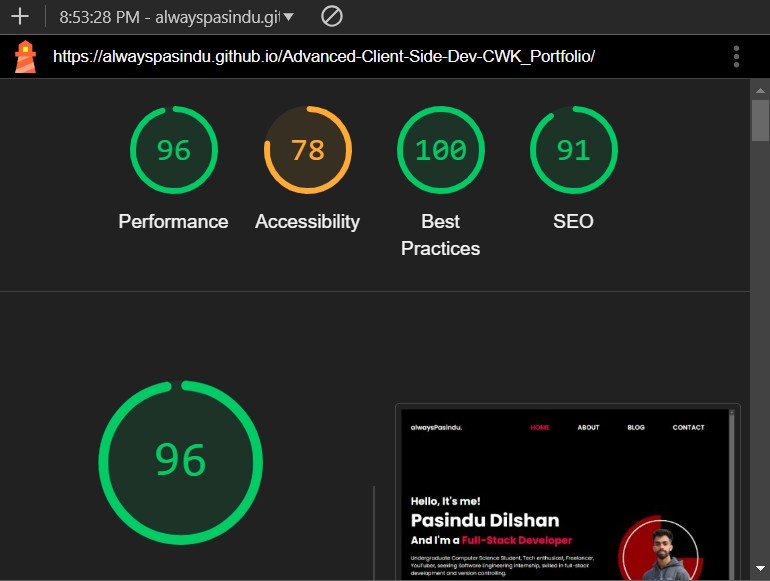 8:53:28 PM - alwayspasindu.git
https://alwayspasindu.github.io/Advanced-Client-Side-Dev-CWK_Portfolio/
96 78 100 91
Performance Accessibility Best Practices SEO
96
alwaysPasindu. HOME ABOUT BLOG CONTACT
Hello, It's me!
Pasindu Dilshan
And I'm a Full-Stack Developer
Undergraduate Computer Science Student, Tech enthusiast, Freelancer,
YouTuber, seeking Software Engineering Internship, skilled in full-stack
development and version controlling.